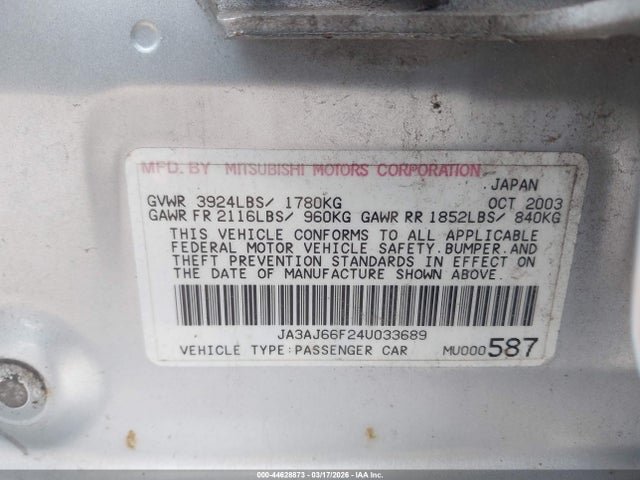 MFD. BY MITSUBISHI MOTORS CORPORATION
JAPAN
GVWR 3924LBS/ 1780KG OCT 2003
GAWR FR 2116LBS/ 960KG GAWR RR 1852LBS/ 840KG
THIS VEHICLE CONFORMS TO ALL APPLICABLE
FEDERAL MOTOR VEHICLE SAFETY,BUMPER,AND
THEFT PREVENTION STANDARDS IN EFFECT ON
THE DATE OF MANUFACTURE SHOWN ABOVE.
JA3AJ66F24U033689
VEHICLE TYPE:PASSENGER CAR MU000587
000-44628873 - 03/17/2026 - IAAI.COM